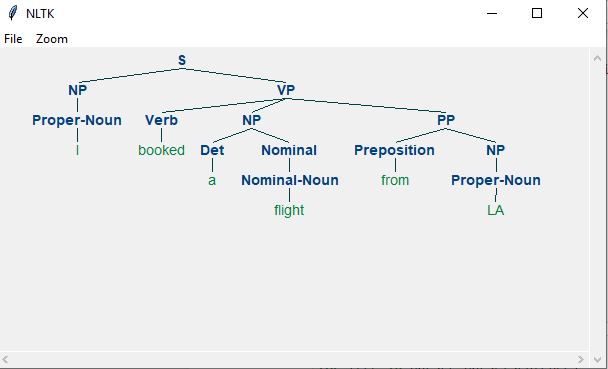 NLTK
File Zoom
S
NP VP
Proper-Noun Verb NP PP
I booked Det Nominal Preposition NP
a Nominal-Noun from Proper-Noun
flight LA